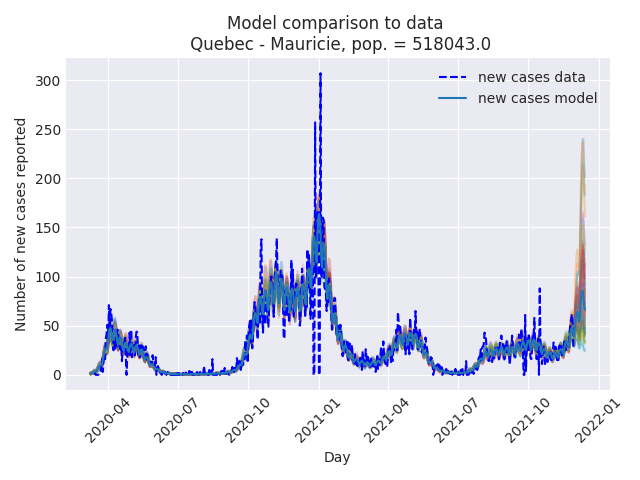 Model comparison to data
Quebec - Mauricie, pop. = 518043.0
new cases data
new cases model
Number of new cases reported
300
250
200
150
100
50
0
2020-04
2020-07
2020-10
2021-01
2021-04
2021-07
2021-10
2022-01
Day